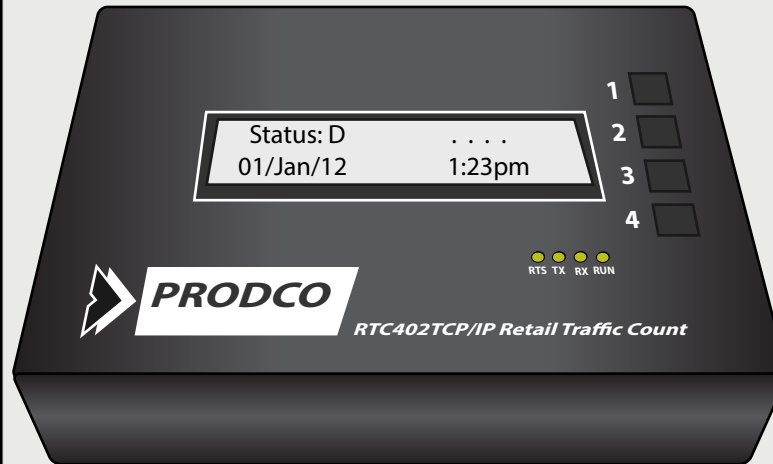 1
Status: D . . . .
2
01/Jan/12 1:23pm
3
4
RTS TX RX RUN
PRODCO
RTC402TCP/IP Retail Traffic Count